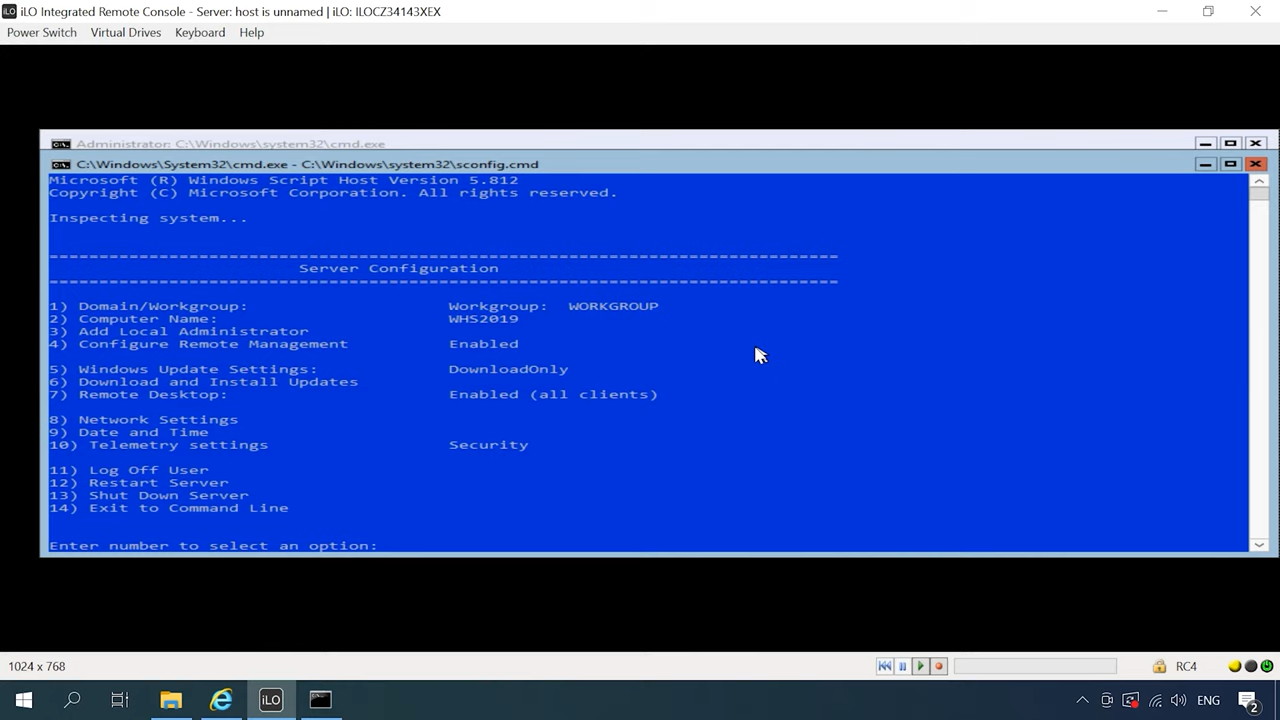 iLO Integrated Remote Console - Server: host is unnamed | iLO: ILOCZ34143XEX
Power Switch Virtual Drives Keyboard Help
Administrator: C:\Windows\system32\cmd.exe
C:\Windows\System32\cmd.exe - C:\Windows\system32\sconfig.cmd
Microsoft (R) Windows Script Host Version 5.812
Copyright (C) Microsoft Corporation. All rights reserved.
Inspecting system...
===============================================================================
Server Configuration
===============================================================================
1) Domain/Workgroup: Workgroup: WORKGROUP
2) Computer Name: WHS2019
3) Add Local Administrator
4) Configure Remote Management Enabled
5) Windows Update Settings: DownloadOnly
6) Download and Install Updates
7) Remote Desktop: Enabled (all clients)
8) Network Settings
9) Date and Time
10) Telemetry settings Security
11) Log Off User
12) Restart Server
13) Shut Down Server
14) Exit to Command Line
Enter number to select an option:
1024 x 768 RC4
iLO ENG 2